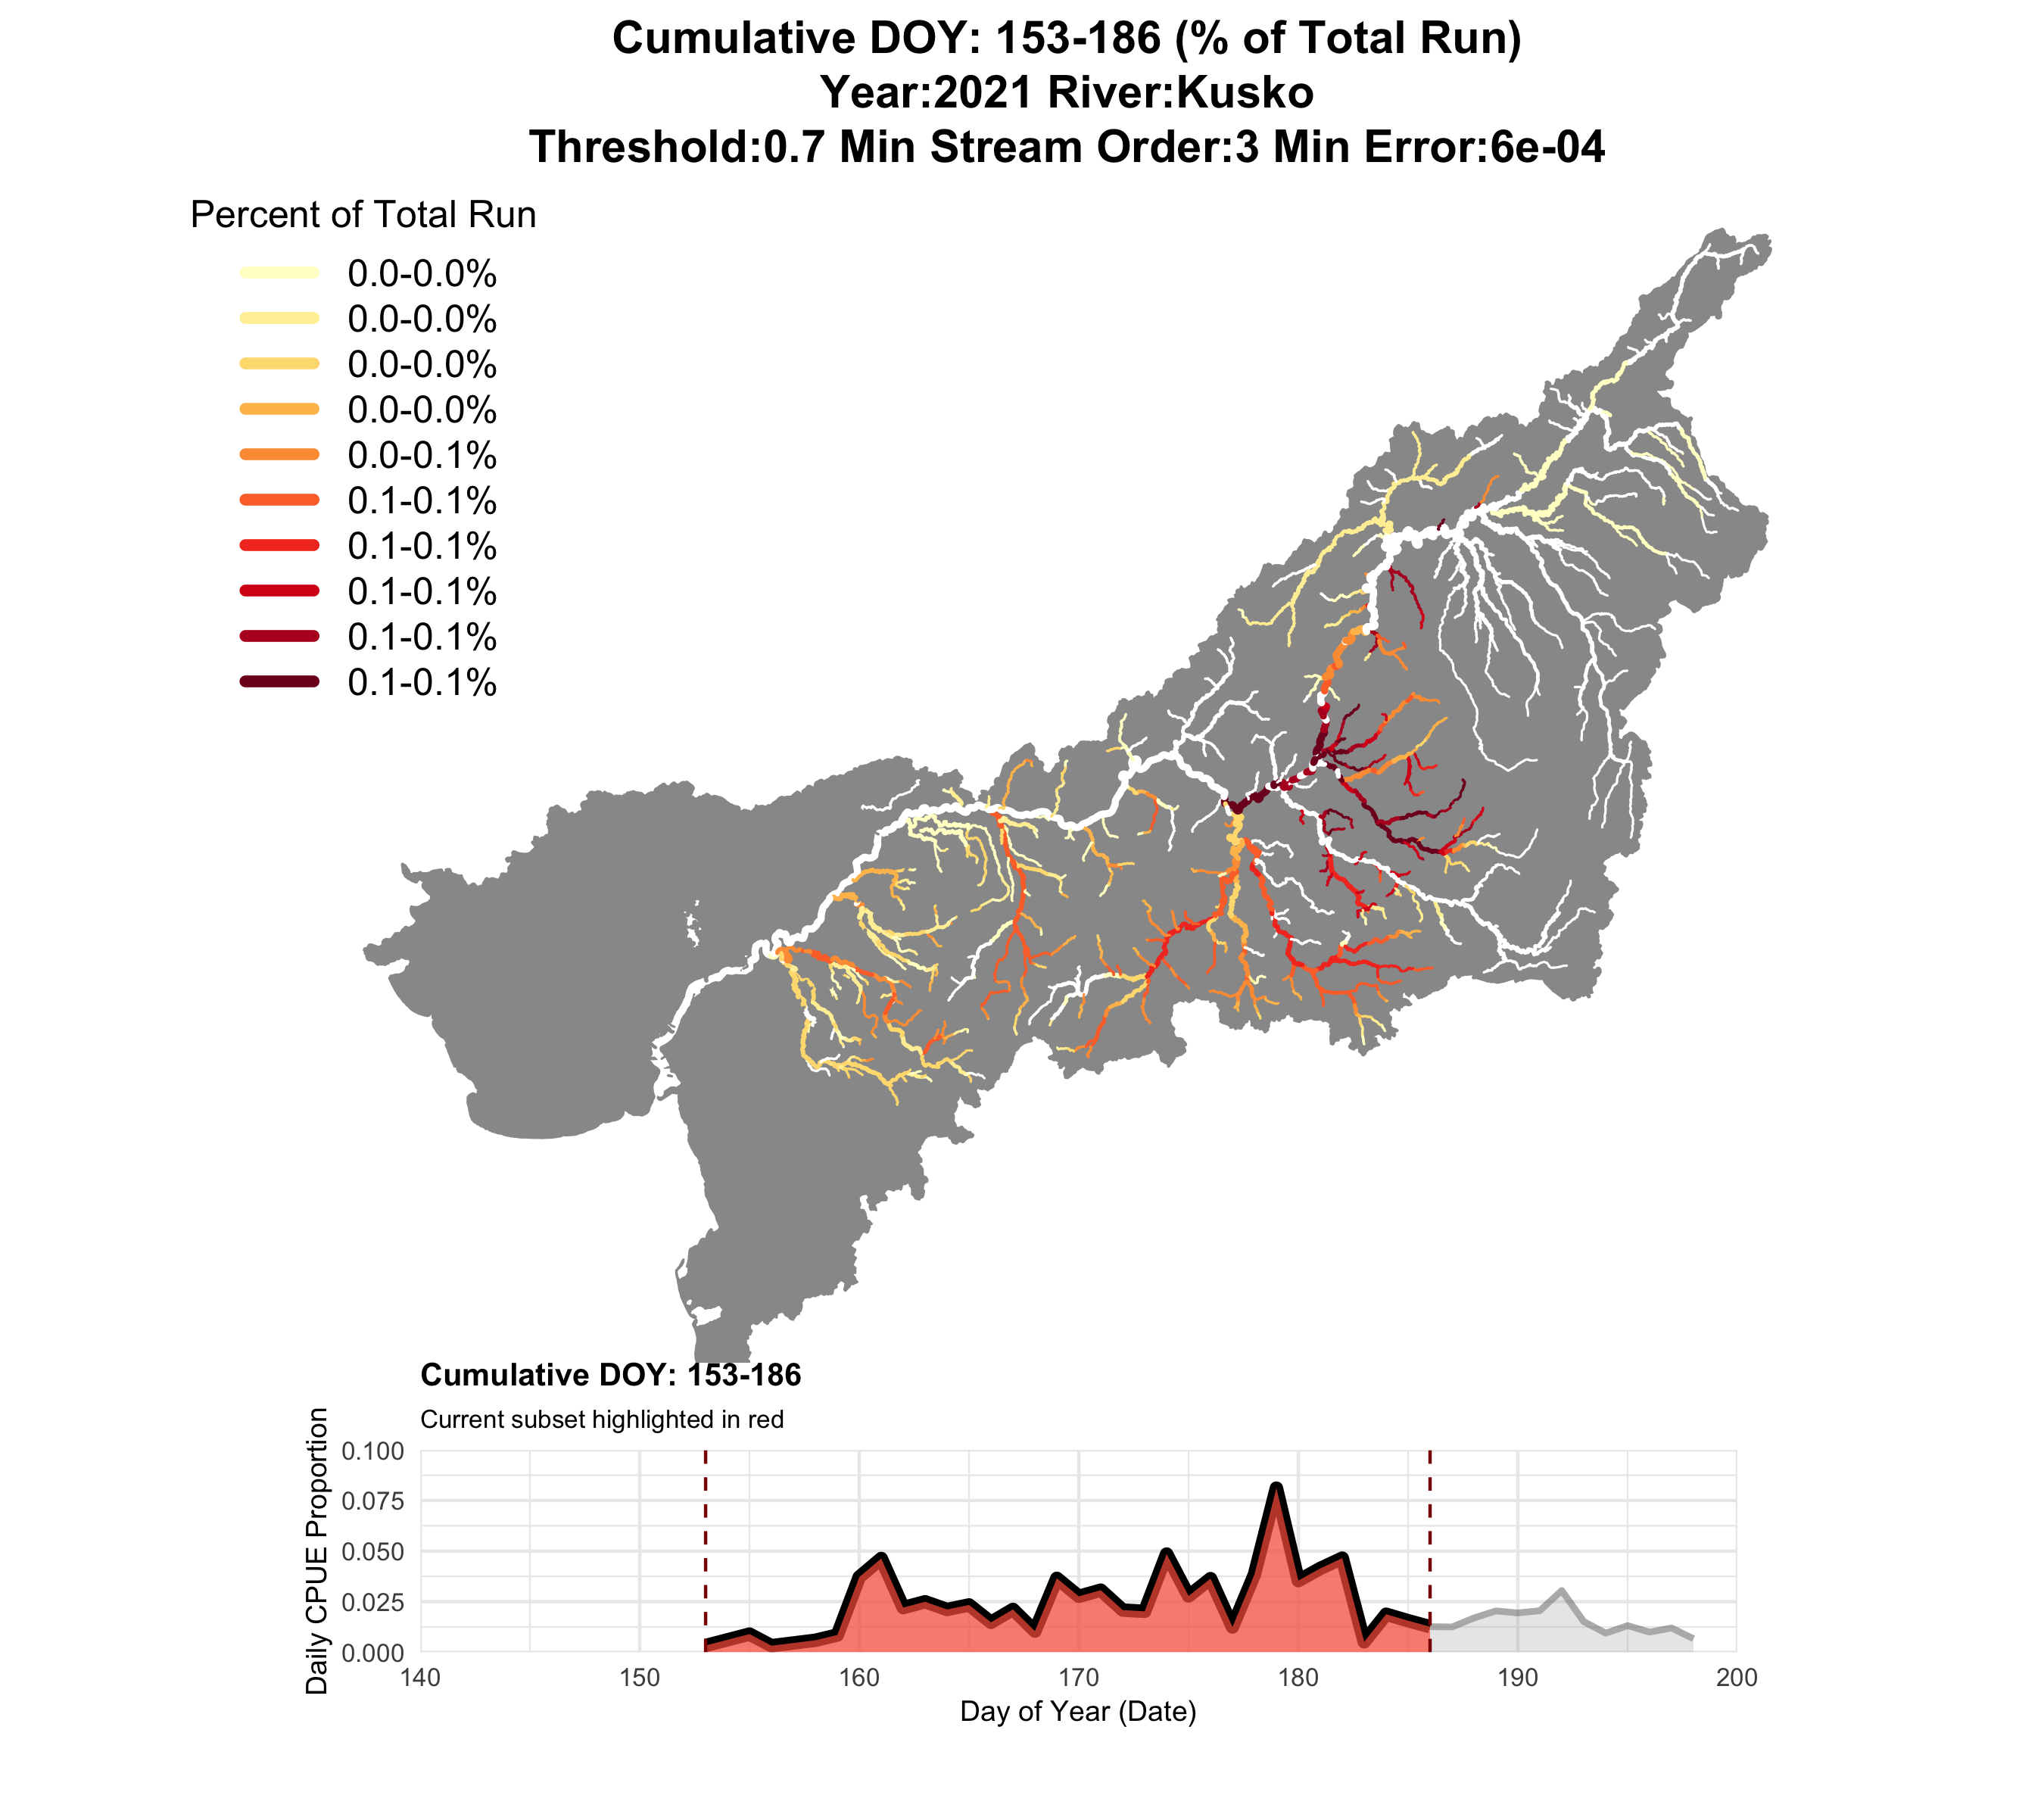 Cumulative DOY: 153-186 (% of Total Run)
Year:2021 River:Kusko
Threshold:0.7 Min Stream Order:3 Min Error:6e-04
Percent of Total Run
0.0-0.0%
0.0-0.0%
0.0-0.0%
0.0-0.0%
0.0-0.1%
0.1-0.1%
0.1-0.1%
0.1-0.1%
0.1-0.1%
0.1-0.1%
Cumulative DOY: 153-186
Current subset highlighted in red
Daily CPUE Proportion
0.100
0.075
0.050
0.025
0.000
140 150 160 170 180 190 200
Day of Year (Date)